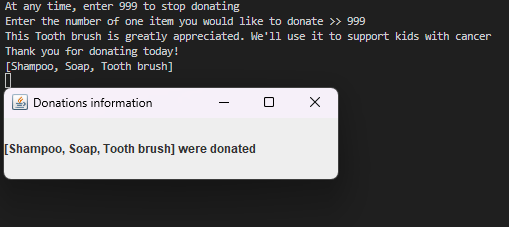 At any time, enter 999 to stop donating
Enter the number of one item you would like to donate >> 999
This Tooth brush is greatly appreciated. We'll use it to support kids with cancer
Thank you for donating today!
[Shampoo, Soap, Tooth brush]
Donations information
[Shampoo, Soap, Tooth brush] were donated